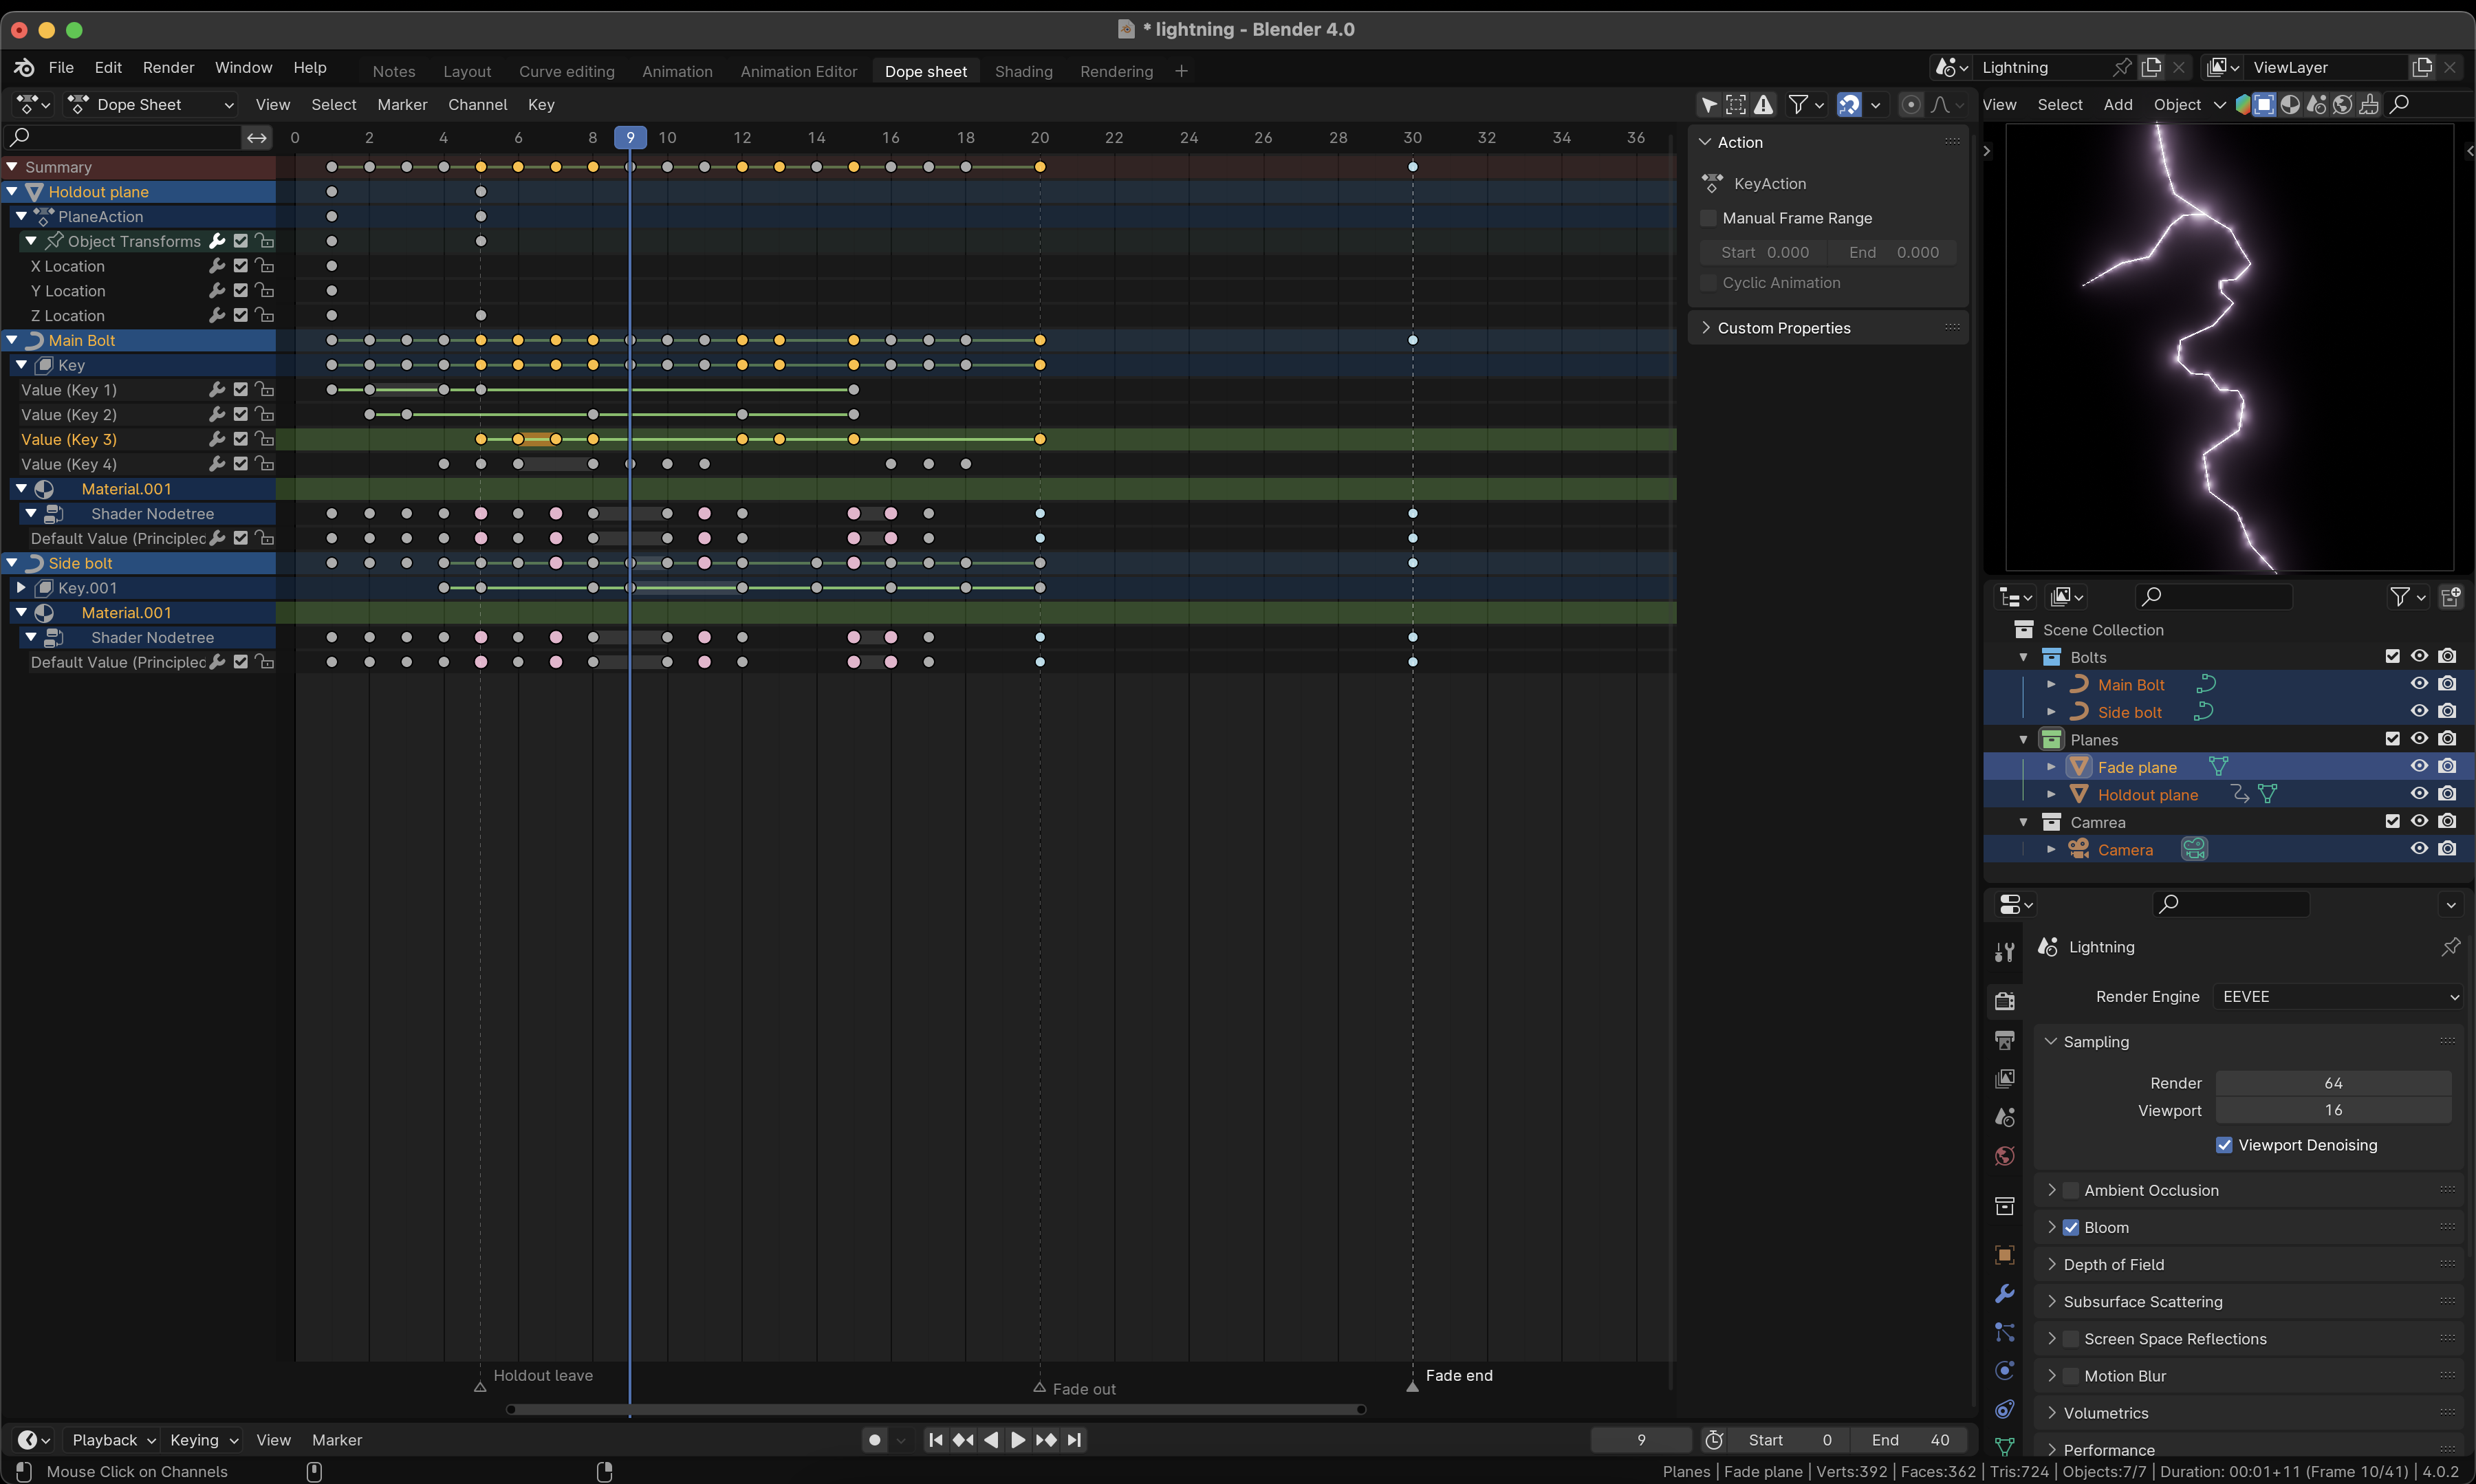 * lightning - Blender 4.0
File Edit Render Window Help Notes Layout Curve editing Animation Animation Editor Dope sheet Shading Rendering + Lightning ViewLayer
Dope Sheet View Select Marker Channel Key
View Select Add Object
0 2 4 6 8 9 10 12 14 16 18 20 22 24 26 28 30 32 34 36
Summary
Holdout plane
PlaneAction
Object Transforms
X Location
Y Location
Z Location
Main Bolt
Key
Value (Key 1)
Value (Key 2)
Value (Key 3)
Value (Key 4)
Material.001
Shader Nodetree
Default Value (Principled
Side bolt
Key.001
Material.001
Shader Nodetree
Default Value (Principled
Holdout leave
Fade out
Fade end
Action
KeyAction
Manual Frame Range
Start 0.000 End 0.000
Cyclic Animation
Custom Properties
Scene Collection
Bolts
Main Bolt
Side bolt
Planes
Fade plane
Holdout plane
Camrea
Camera
Lightning
Render Engine EEVEE
Sampling
Render 64
Viewport 16
Viewport Denoising
Ambient Occlusion
Bloom
Depth of Field
Subsurface Scattering
Screen Space Reflections
Motion Blur
Volumetrics
Performance
Playback Keying View Marker 9 Start 0 End 40
Mouse Click on Channels
Planes | Fade plane | Verts:392 | Faces:362 | Tris:724 | Objects:7/7 | Duration: 00:01+11 (Frame 10/41) | 4.0.2